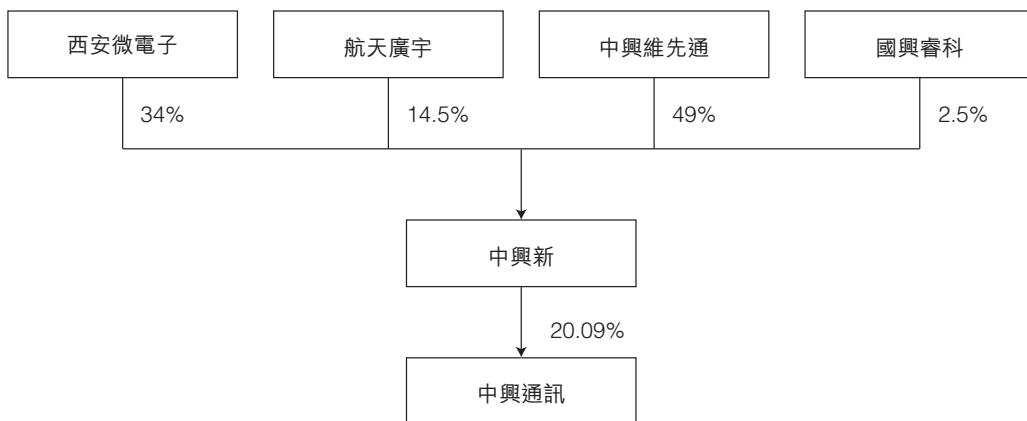 西安微電子
航天廣宇
中興維先通
國興睿科
34%
14.5%
49%
2.5%
中興新
20.09%
中興通訊